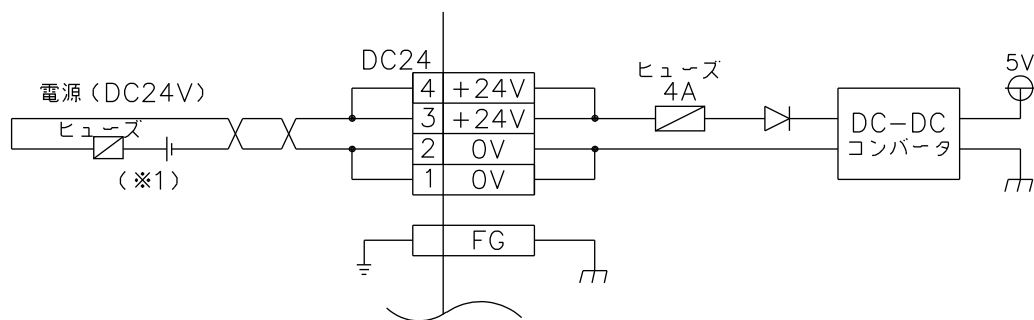 DC24
電源(DC24V)
ヒューズ
(※1)
4 +24V
3 +24V
2 0V
1 0V
FG
ヒューズ
4A
DC-DC
コンバータ
5V